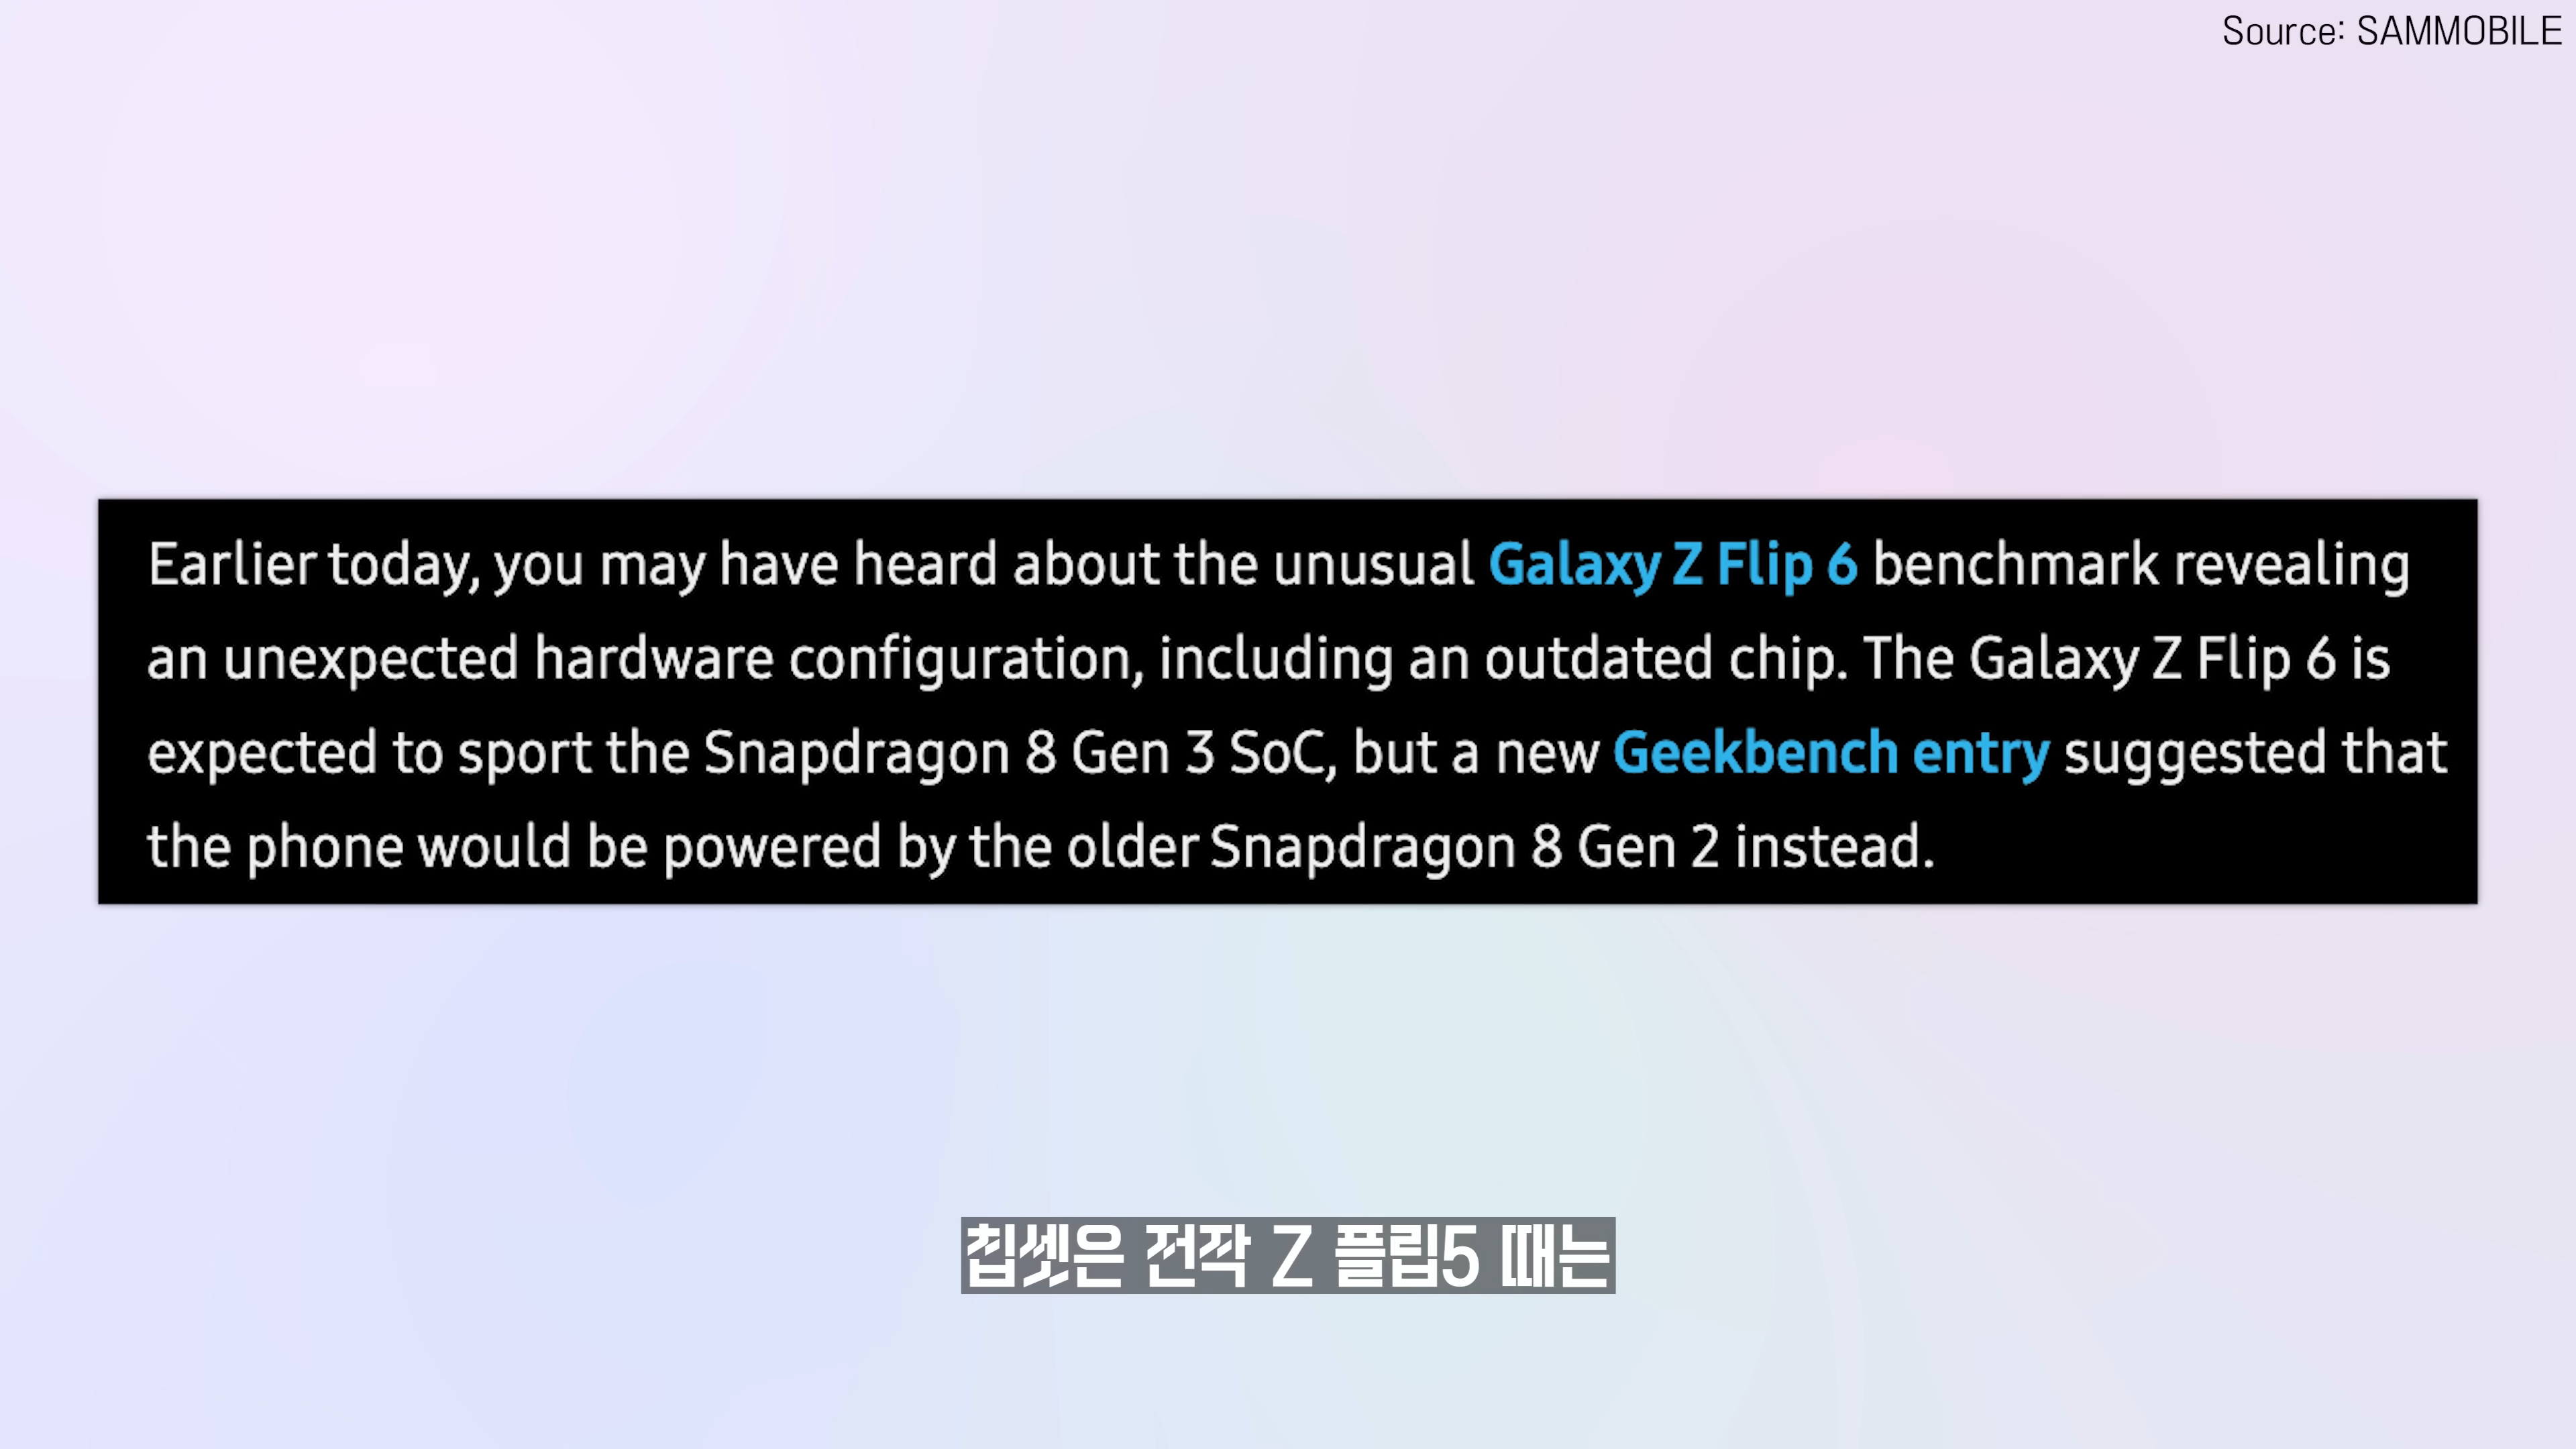 Source: SAMMOBILE
Earlier today, you may have heard about the unusual Galaxy Z Flip 6 benchmark revealing
an unexpected hardware configuration, including an outdated chip. The Galaxy Z Flip 6 is
expected to sport the Snapdragon 8 Gen 3 SoC, but a new Geekbench entry suggested that
the phone would be powered by the older Snapdragon 8 Gen 2 instead.
칩셋은 전작 Z 플립5 때는